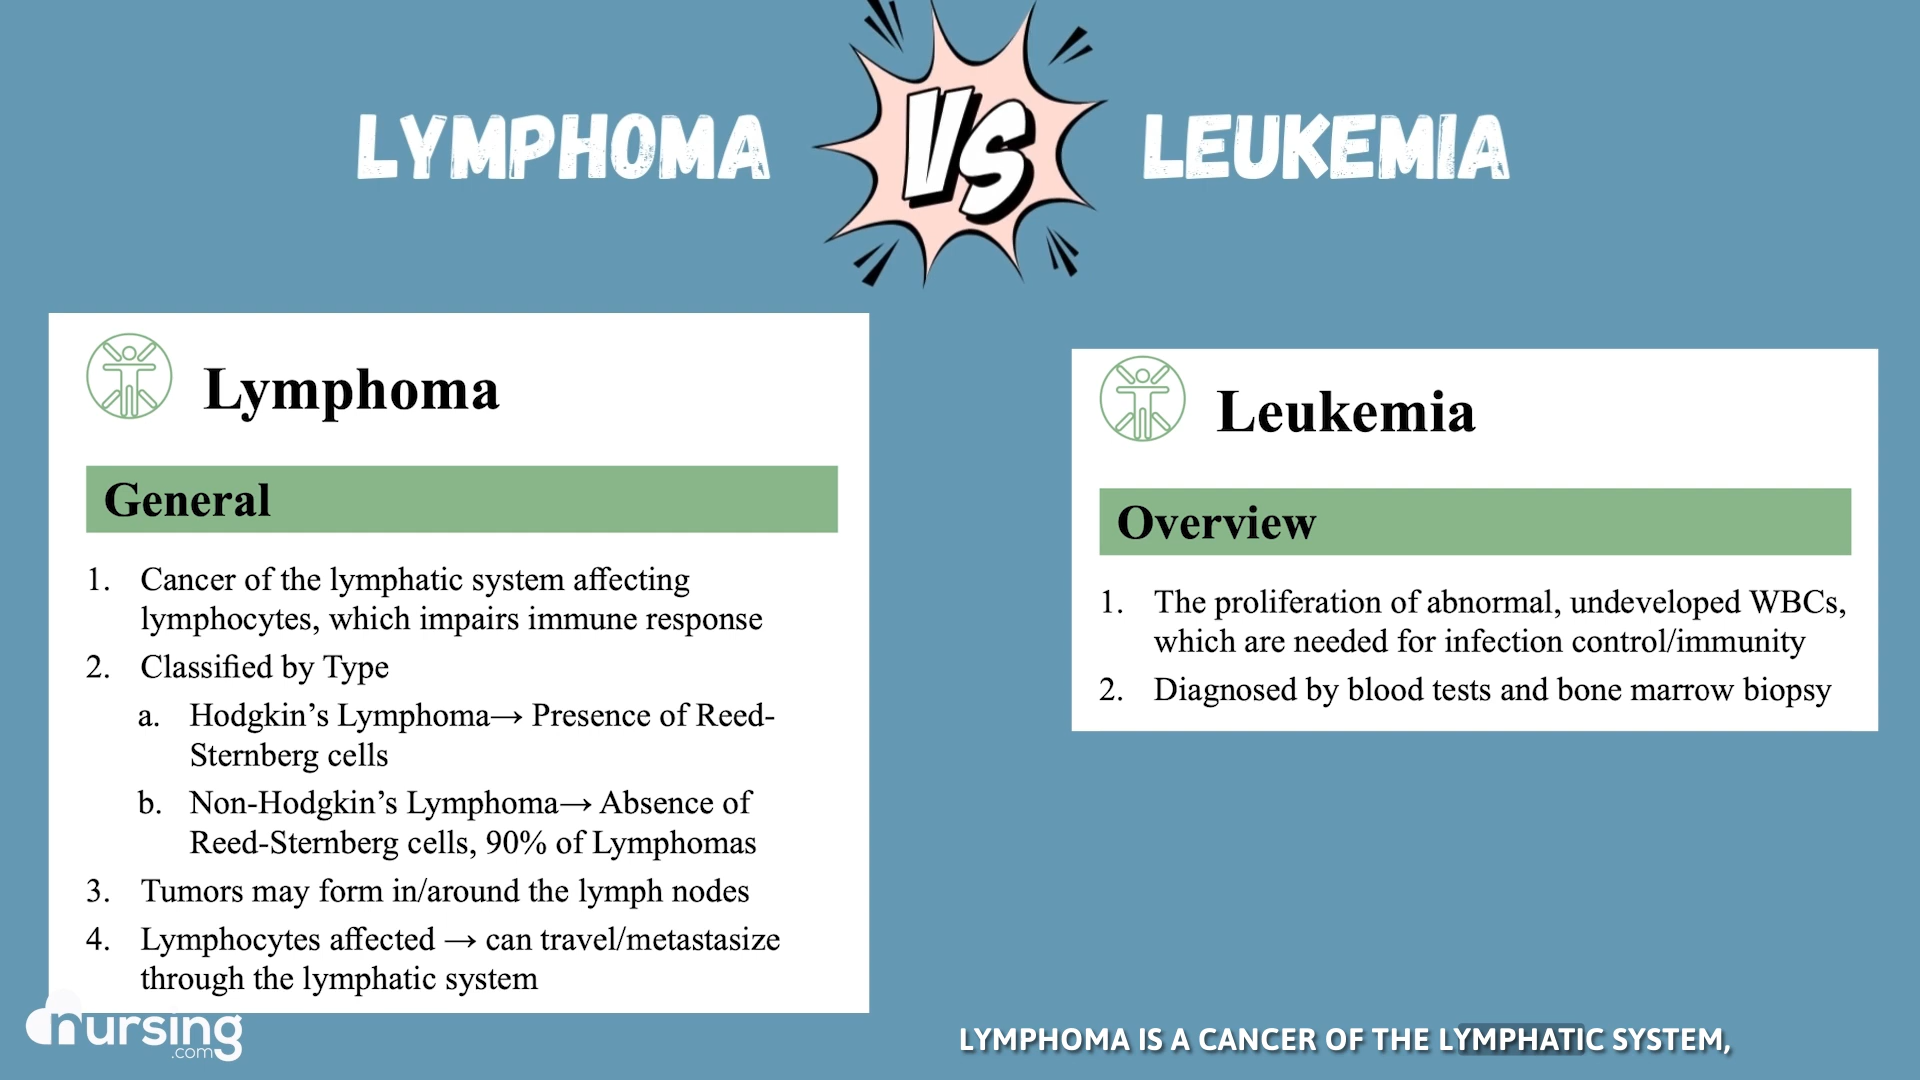 LYMPHOMA VS LEUKEMIA
Lymphoma
General
1. Cancer of the lymphatic system affecting
lymphocytes, which impairs immune response
2. Classified by Type
a. Hodgkin’s Lymphoma→ Presence of Reed-
Sternberg cells
b. Non-Hodgkin’s Lymphoma→ Absence of
Reed-Sternberg cells, 90% of Lymphomas
3. Tumors may form in/around the lymph nodes
4. Lymphocytes affected → can travel/metastasize
through the lymphatic system
Leukemia
Overview
1. The proliferation of abnormal, undeveloped WBCs,
which are needed for infection control/immunity
2. Diagnosed by blood tests and bone marrow biopsy
nursing
.com
LYMPHOMA IS A CANCER OF THE LYMPHATIC SYSTEM,